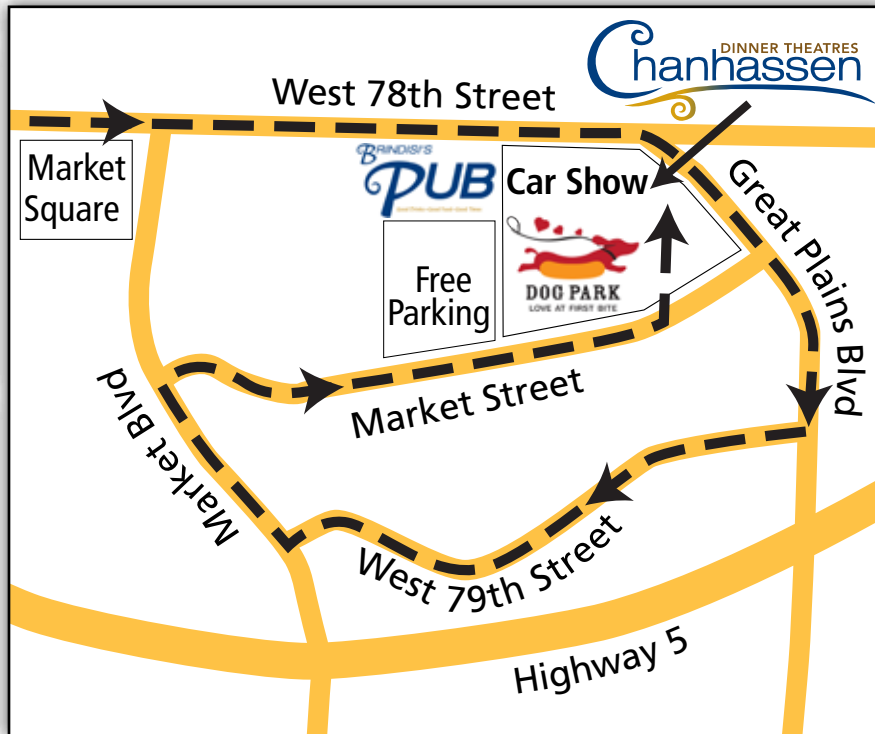 DINNER THEATRES
Chanhassen
West 78th Street
Market
Square
BRINDISI'S
PUB
Car Show
DOG PARK
LOVE AT FIRST BITE
Free
Parking
Great Plains Blvd
Market Street
Market Blvd
West 79th Street
Highway 5